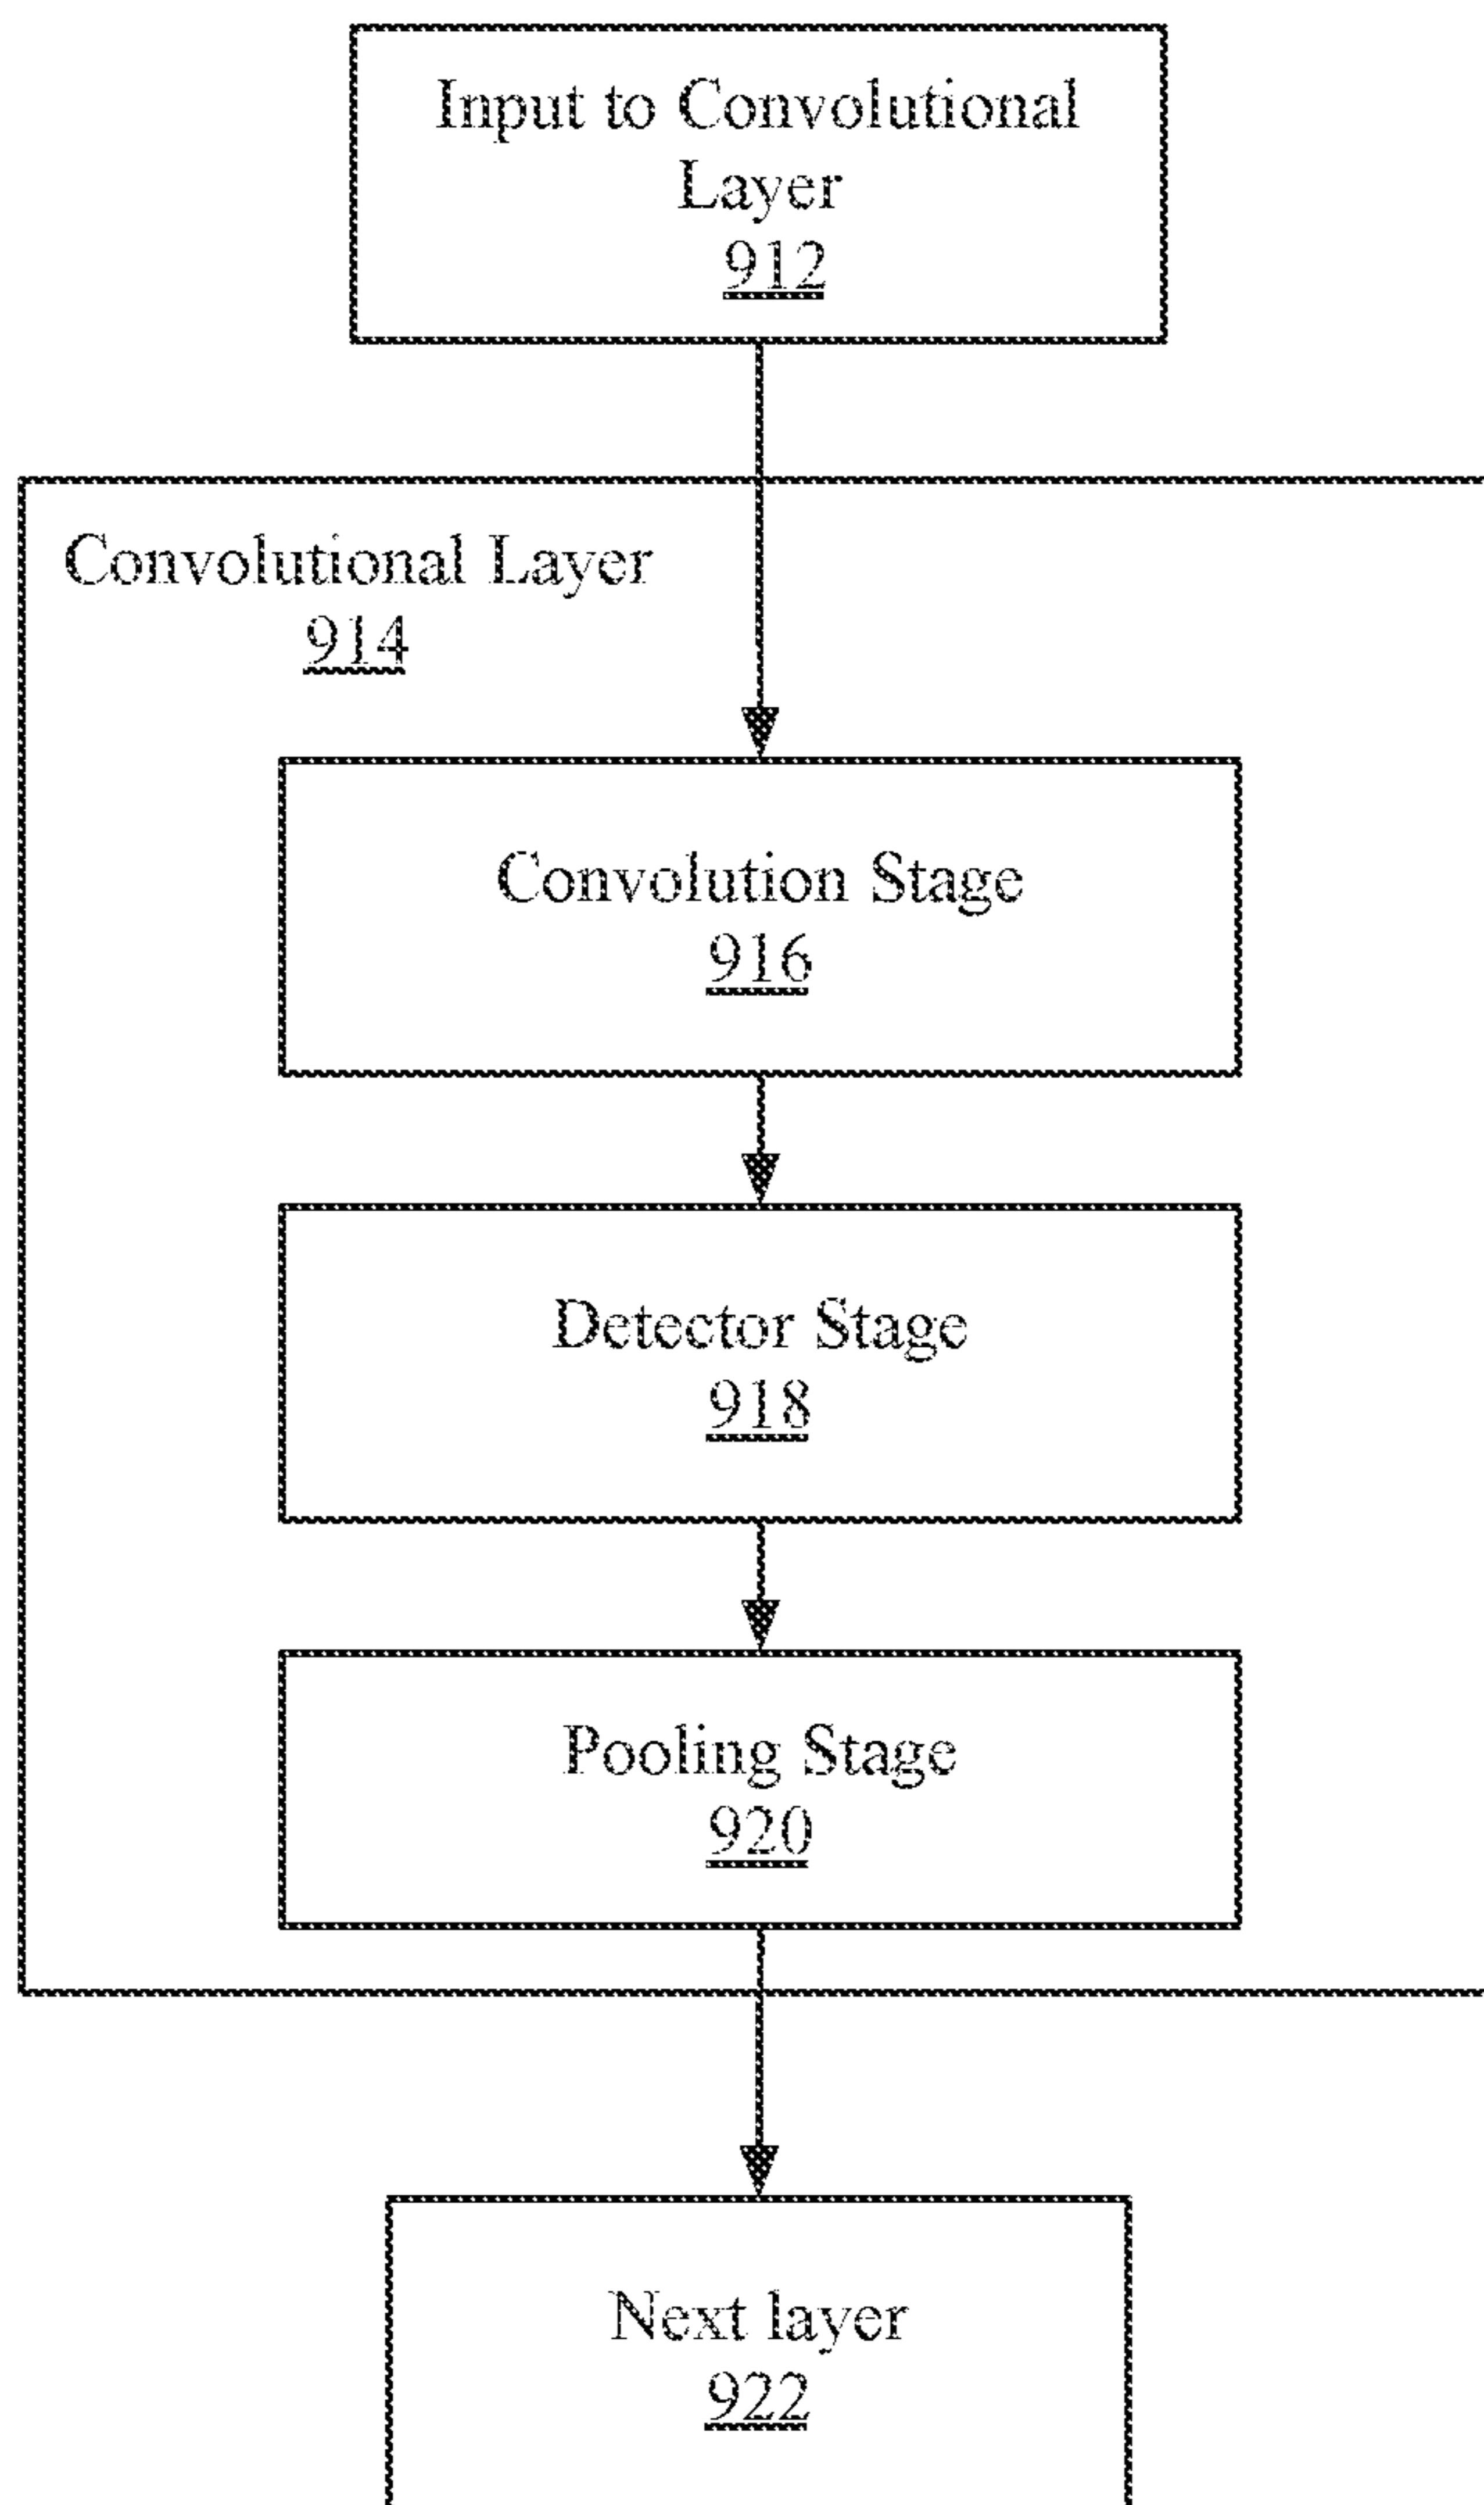 Input to Convolutional
Layer
912
Convolutional Layer
914
Convolution Stage
916
Detector Stage
918
Pooling Stage
920
Next layer
922